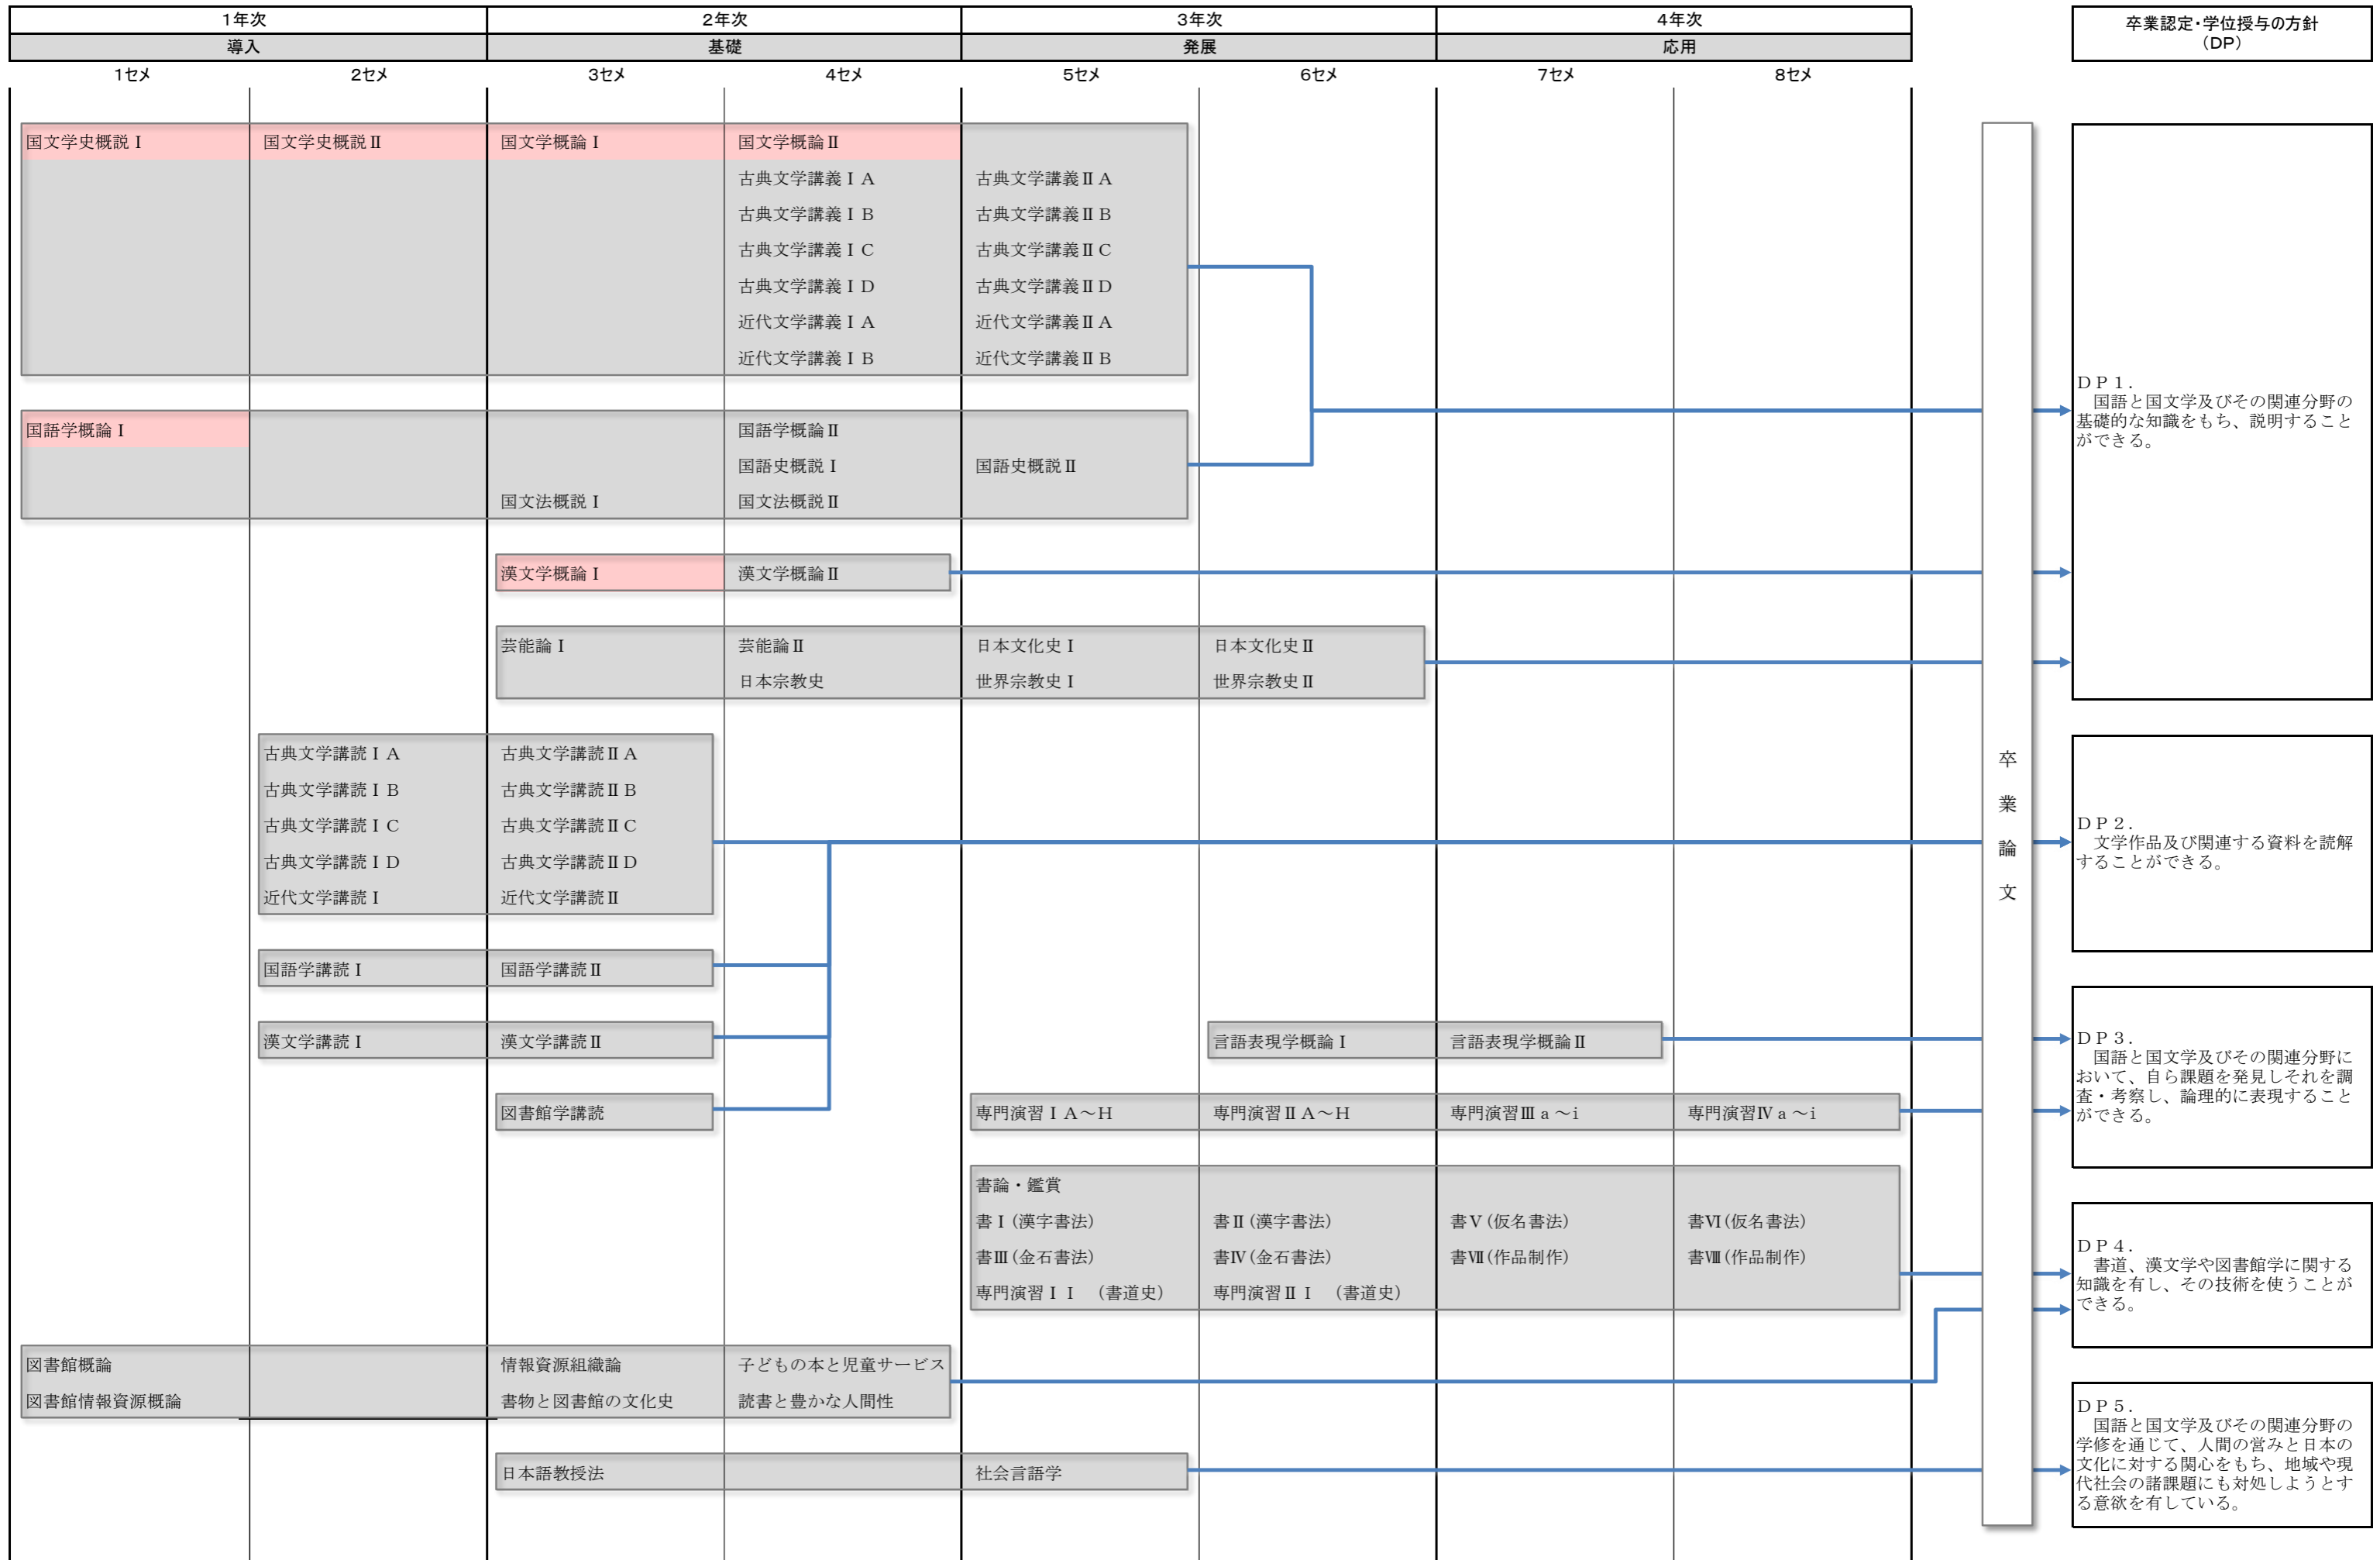 1年次
2年次
3年次
4年次
卒業認定・学位授与の方針
（DP）
導入
基礎
発展
応用
1セメ
2セメ
3セメ
4セメ
5セメ
6セメ
7セメ
8セメ
国文学史概説Ⅰ
国文学史概説Ⅱ
国文学概論Ⅰ
国文学概論Ⅱ
古典文学講義ⅠA
古典文学講義ⅡA
古典文学講義ⅠB
古典文学講義ⅡB
古典文学講義ⅠC
古典文学講義ⅡC
古典文学講義ⅠD
古典文学講義ⅡD
近代文学講義ⅠA
近代文学講義ⅡA
近代文学講義ⅠB
近代文学講義ⅡB
国語学概論Ⅰ
国語学概論Ⅱ
国語史概説Ⅰ
国語史概説Ⅱ
国文法概説Ⅰ
国文法概説Ⅱ
漢文学概論Ⅰ
漢文学概論Ⅱ
芸能論Ⅰ
芸能論Ⅱ
日本文化史Ⅰ
日本文化史Ⅱ
日本宗教史
世界宗教史Ⅰ
世界宗教史Ⅱ
DP1．
国語と国文学及びその関連分野の
基礎的な知識をもち、説明すること
ができる。
古典文学講読ⅠA
古典文学講読ⅡA
古典文学講読ⅠB
古典文学講読ⅡB
古典文学講読ⅠC
古典文学講読ⅡC
古典文学講読ⅠD
古典文学講読ⅡD
近代文学講読Ⅰ
近代文学講読Ⅱ
国語学講読Ⅰ
国語学講読Ⅱ
漢文学講読Ⅰ
漢文学講読Ⅱ
図書館学講読
卒
業
論
文
DP2．
文学作品及び関連する資料を読解
することができる。
言語表現学概論Ⅰ
言語表現学概論Ⅱ
専門演習ⅠA～H
専門演習ⅡA～H
専門演習Ⅲa～i
専門演習Ⅳa～i
DP3．
国語と国文学及びその関連分野に
おいて、自ら課題を発見しそれを調
査・考察し、論理的に表現すること
ができる。
書論・鑑賞
書Ⅰ(漢字書法)
書Ⅱ(漢字書法)
書Ⅴ(仮名書法)
書Ⅵ(仮名書法)
書Ⅲ(金石書法)
書Ⅳ(金石書法)
書Ⅶ(作品制作)
書Ⅷ(作品制作)
専門演習ⅠI （書道史）
専門演習ⅡI （書道史）
DP4．
書道、漢文学や図書館学に関する
知識を有し、その技術を使うことが
できる。
図書館概論
情報資源組織論
子どもの本と児童サービス
図書館情報資源概論
書物と図書館の文化史
読書と豊かな人間性
日本語教授法
社会言語学
DP5．
国語と国文学及びその関連分野の
学修を通じて、人間の営みと日本の
文化に対する関心をもち、地域や現
代社会の諸課題にも対処しようとす
る意欲を有している。